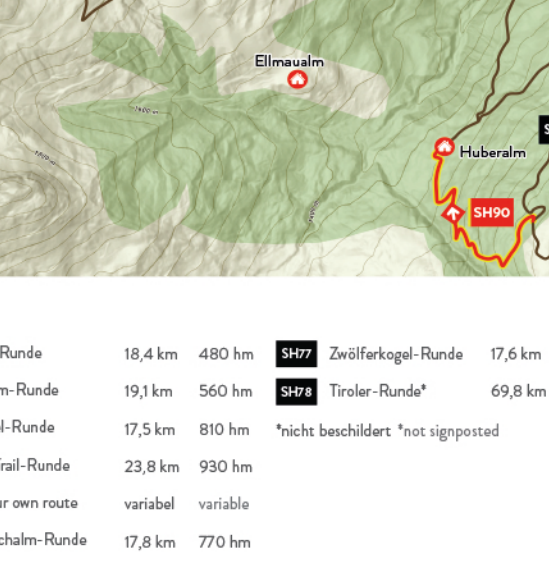 Ellmaualm
Huberalm
SH90
Runde 18,4 km 480 hm
m-Runde 19,1 km 560 hm
l-Runde 17,5 km 810 hm
rail-Runde 23,8 km 930 hm
r own route variabel variable
chalm-Runde 17,8 km 770 hm
SH77 Zwölferkogel-Runde 17,6 km
SH78 Tiroler-Runde* 69,8 km
*nicht beschildert *not signposted